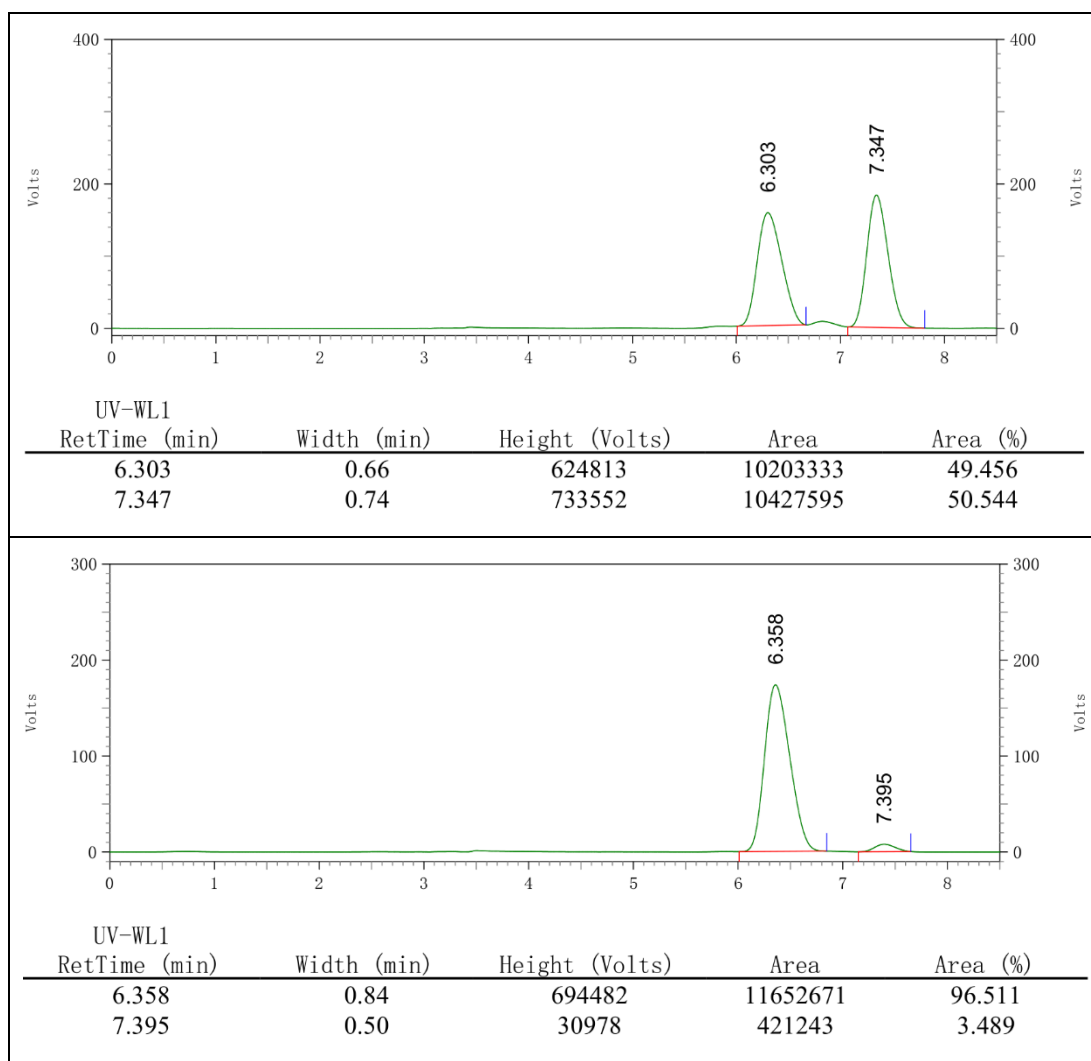 400 400
6.303 7.347
Volts 200 200 Volts
0 0
0 1 2 3 4 5 6 7 8
UV-WL1
RetTime (min) Width (min) Height (Volts) Area Area (%)
6.303 0.66 624813 10203333 49.456
7.347 0.74 733552 10427595 50.544
300 300
6.358
200 200
Volts Volts
100 100
7.395
0 0
0 1 2 3 4 5 6 7 8
UV-WL1
RetTime (min) Width (min) Height (Volts) Area Area (%)
6.358 0.84 694482 11652671 96.511
7.395 0.50 30978 421243 3.489